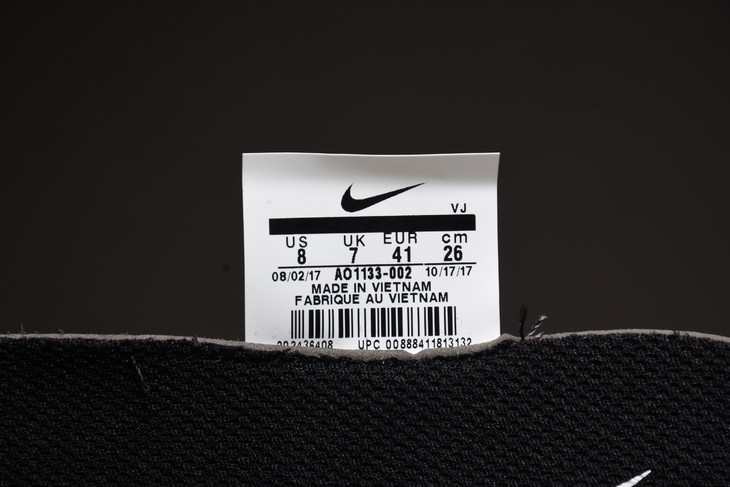 VJ
US UK EUR cm
8 7 41 26
08/02/17 AO1133-002 10/17/17
MADE IN VIETNAM
FABRIQUE AU VIETNAM
UPC 00888411813132